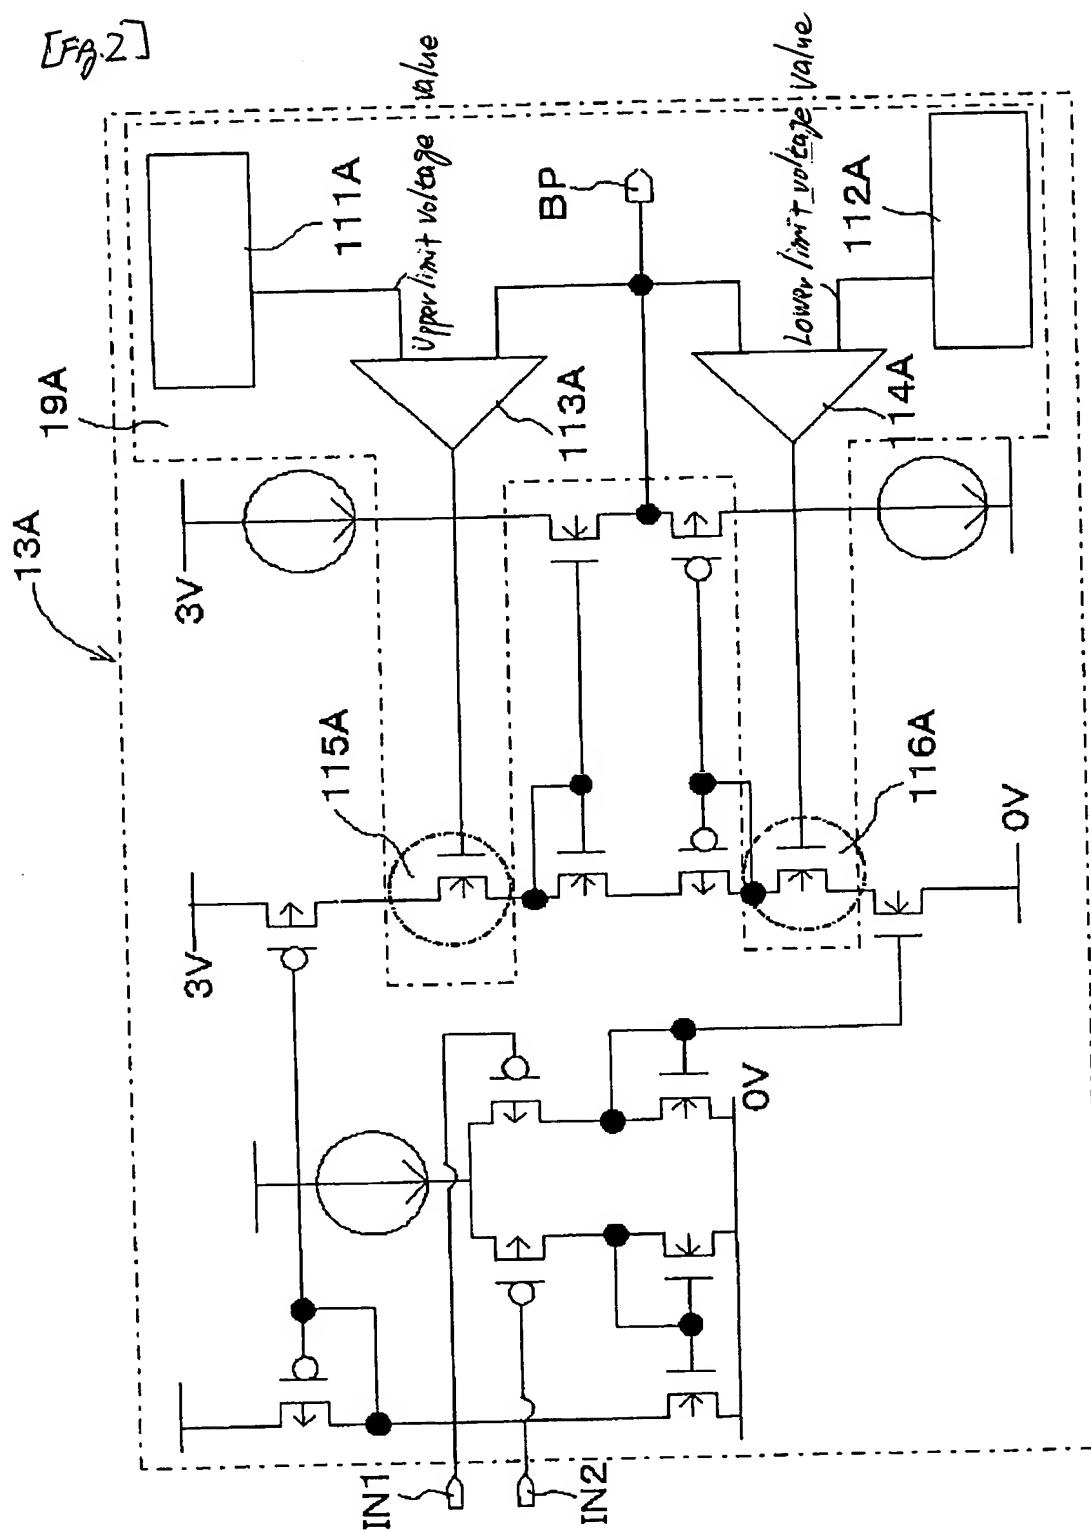 [Fig.2]
13A
19A
3V
3V
111A
Upper limit voltage value
113A
115A
BP
Lower limit voltage value
112A
114A
116A
0V
0V
IN1
IN2